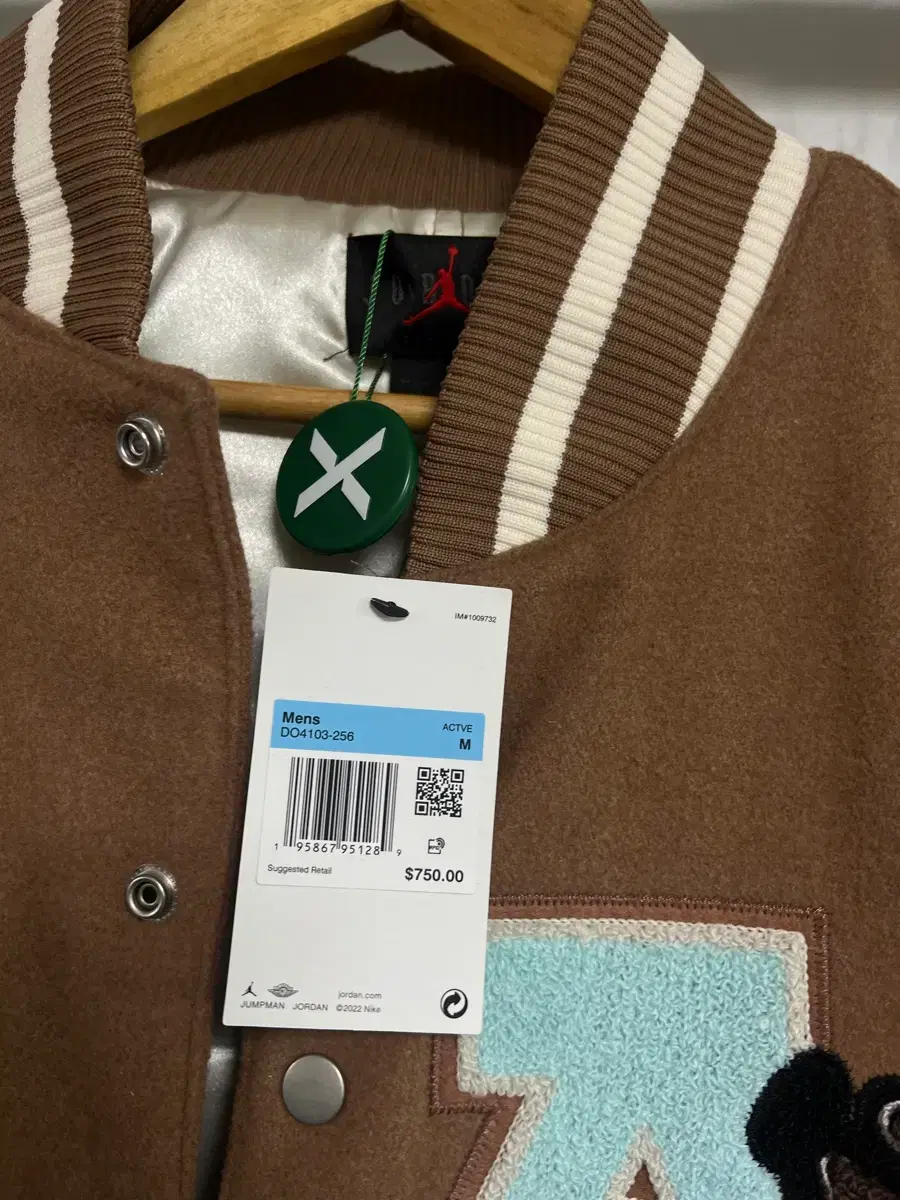 X
IM#1009732
Mens
ACTVE
DO4103-256
M
1 95867 95128 9
Suggested Retail
$750.00
jordan.com
JUMPMAN JORDAN ©2022 Nike